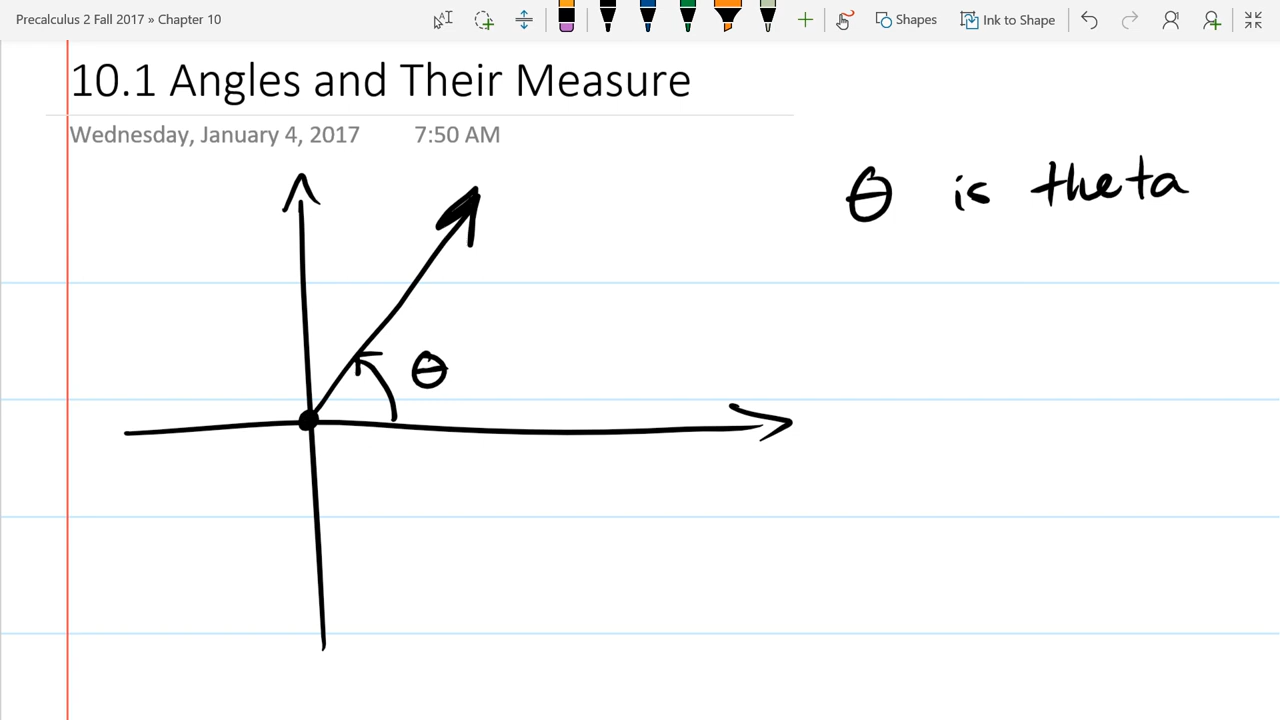 Precalculus 2 Fall 2017 » Chapter 10
Shapes
Ink to Shape
10.1 Angles and Their Measure
Wednesday, January 4, 2017 7:50 AM
θ is theta
θ